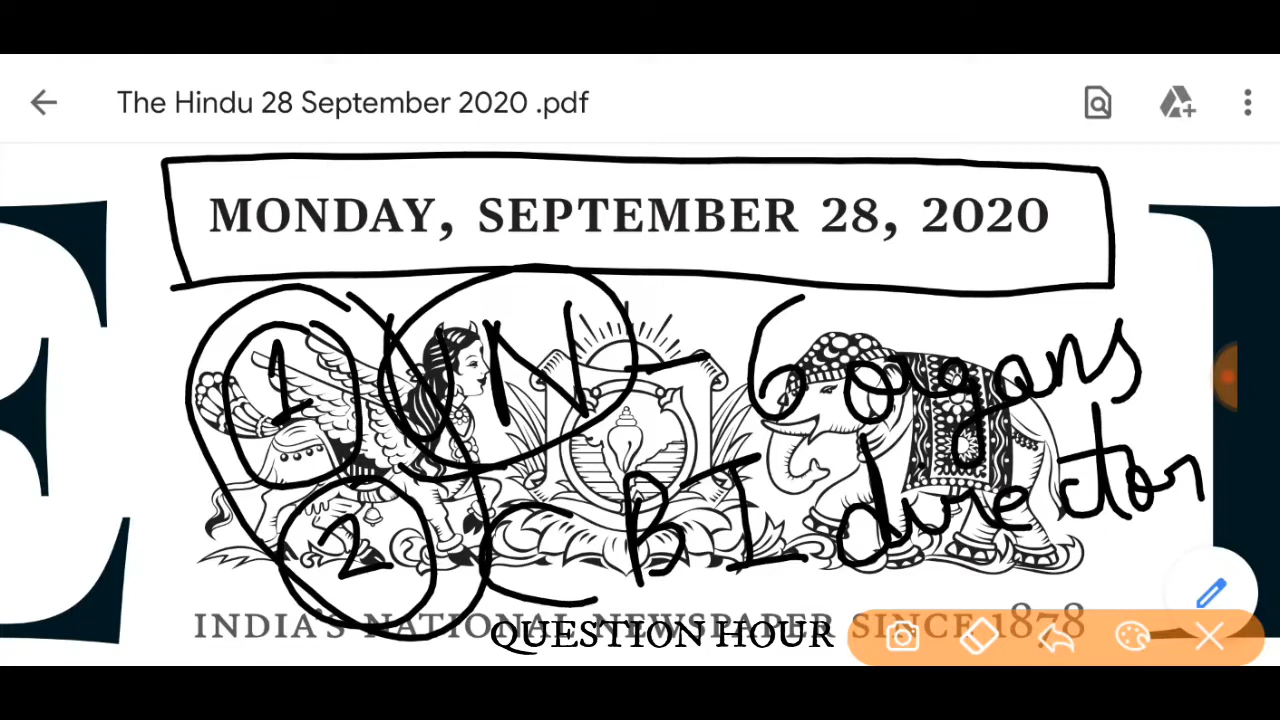 The Hindu 28 September 2020 .pdf
MONDAY, SEPTEMBER 28, 2020
1 UN - 6 organs
2 CBI director
INDIA'S NATIONAL NEWSPAPER SINCE 1878
QUESTION HOUR